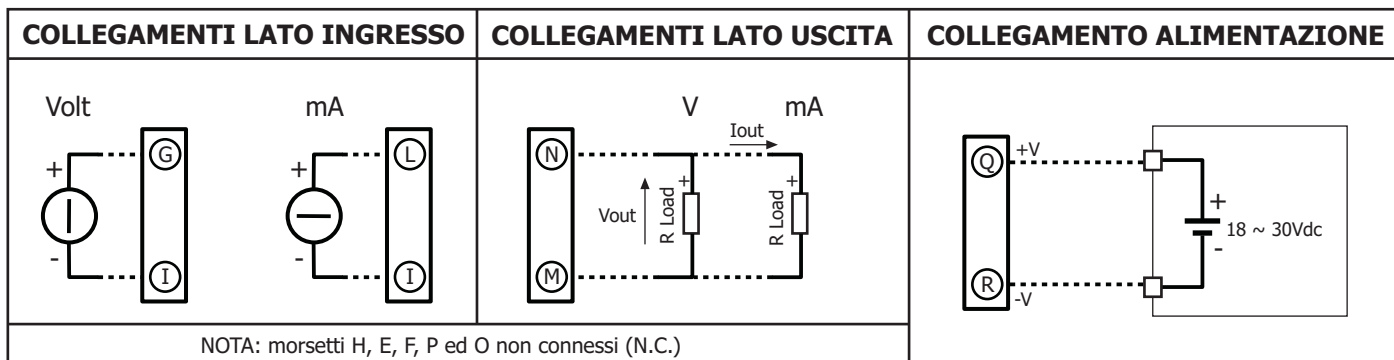 COLLEGAMENTI LATO INGRESSO
COLLEGAMENTI LATO USCITA
COLLEGAMENTO ALIMENTAZIONE
Volt
mA
+
-
G
I
+
-
L
I
V
mA
Iout
N
M
Vout
R Load
+
R Load
+
Q
+V
R
-V
+
-
18 ~ 30Vdc
NOTA: morsetti H, E, F, P ed O non connessi (N.C.)